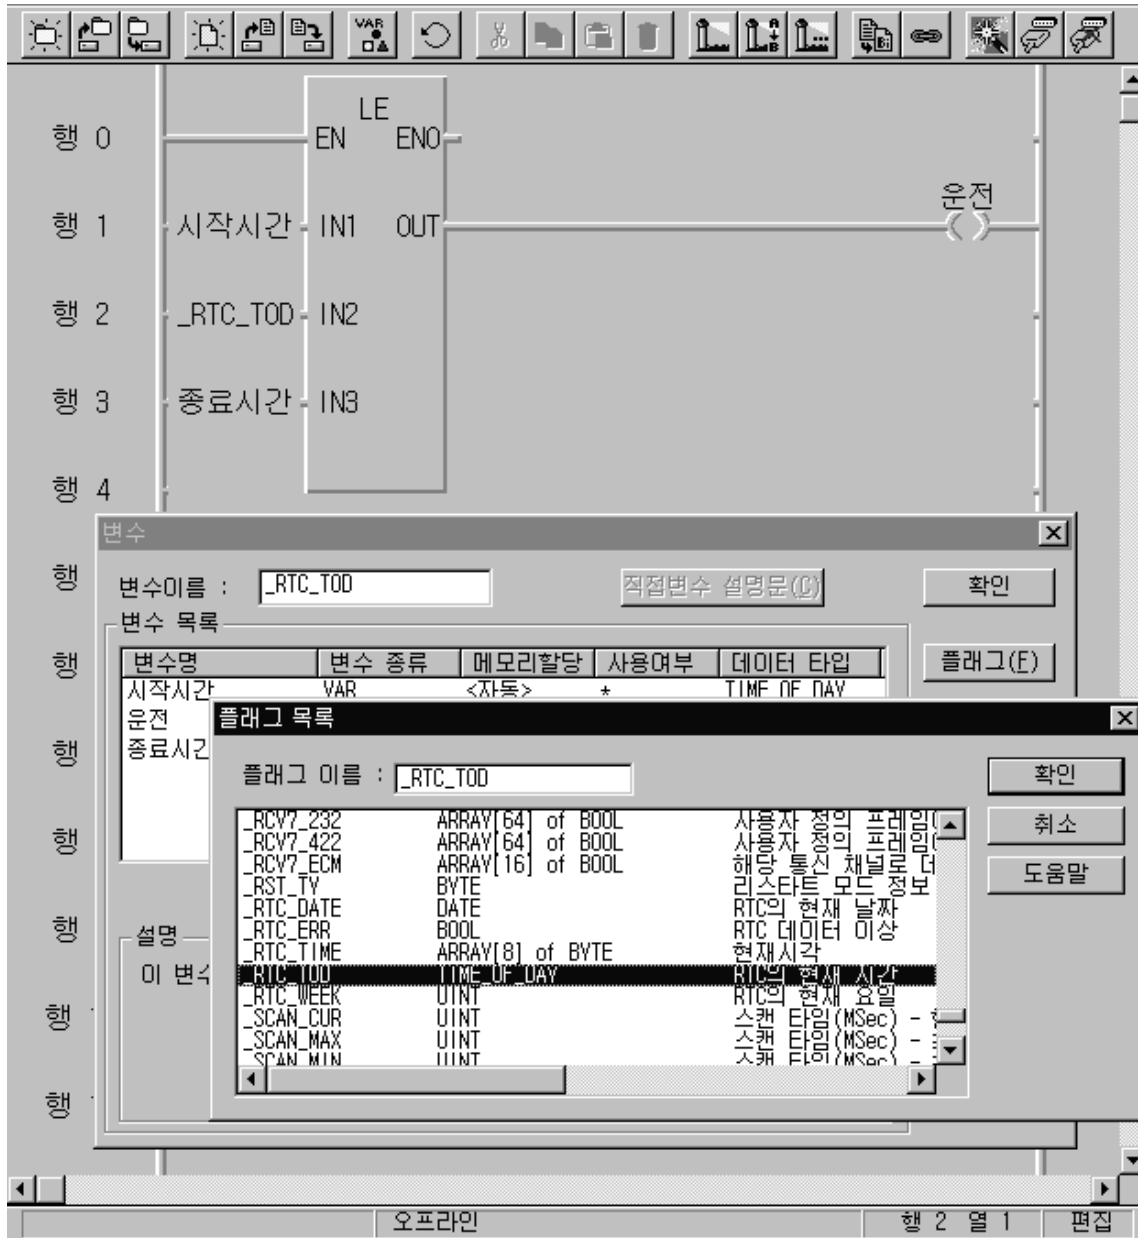 VAR
A
B
Bi
LE
행 0 EN ENO
운전
행 1 시작시간 IN1 OUT
행 2 _RTC_TOD IN2
행 3 종료시간 IN3
행 4
변수
행 변수이름 : _RTC_TOD 직접변수 설명문(C) 확인
변수 목록
행 변수명 변수 종류 메모리할당 사용여부 데이터 타입 플래그(F)
시작시간 VAR <자동> * TIME_OF_DAY
운전 플래그 목록
행 종료시간
플래그 이름 : _RTC_TOD 확인
_RCV7_232 ARRAY[64] of BOOL 사용자 정의 프레임(
행 _RCV7_422 ARRAY[64] of BOOL 사용자 정의 프레임( 취소
_RCV7_ECM ARRAY[16] of BOOL 해당 통신 채널로 더
_RST_TY BYTE 리스타트 모드 정보 도움말
_RTC_DATE DATE RTC의 현재 날짜
행 설명 _RTC_ERR BOOL RTC 데이터 이상
_RTC_TIME ARRAY[8] of BYTE 현재시각
이 변수 _RTC_TOD TIME_OF_DAY RTC의 현재 시간
_RTC_WEEK UINT RTC의 현재 요일
행 _SCAN_CUR UINT 스캔 타임(MSec) -
_SCAN_MAX UINT 스캔 타임(MSec) -
_SCAN_MIN UINT 스캔 타임(MSec) -
행
오프라인 행 2 열 1 편집